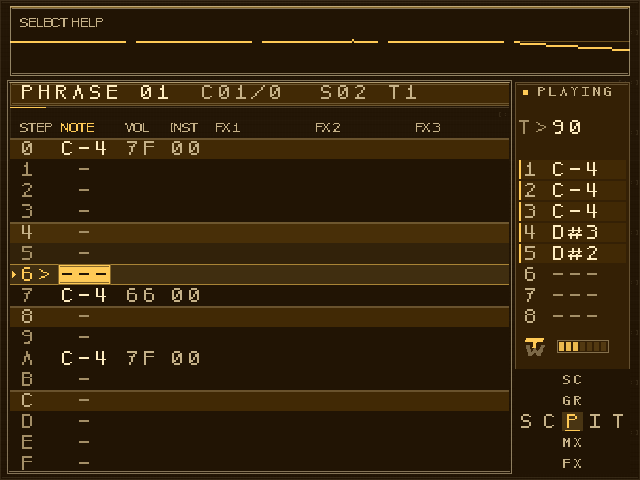 SELECT HELP
PHRASE 01 C01/0 S02 T1
STEP NOTE VOL INST FX1 FX2 FX3
0 C-4 7F 00
1 -
2 -
3 -
4 -
5 -
6> ---
7 C-4 66 00
8 -
9 -
A C-4 7F 00
B -
C -
D -
E -
F -
PLAYING
T>90
1 C-4
2 C-4
3 C-4
4 D#3
5 D#2
6 ---
7 ---
8 ---
TW
SC
GR
S C P I T
MX
FX